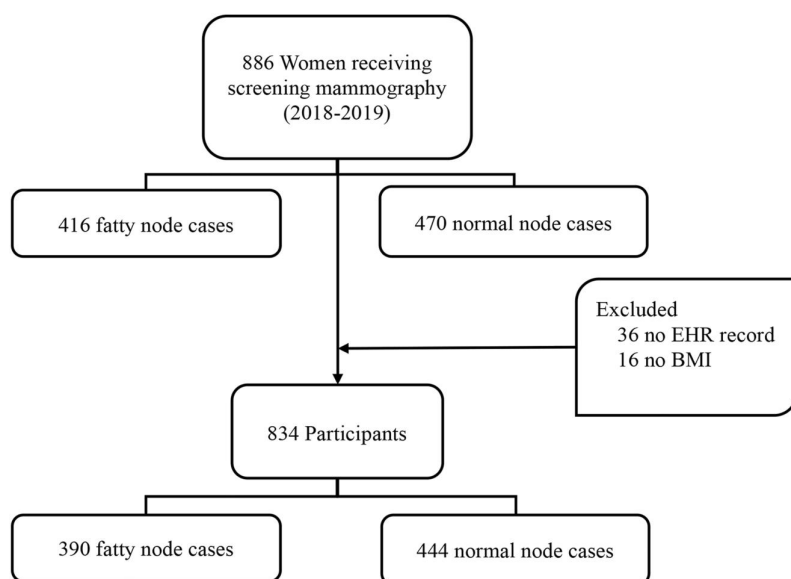 886 Women receiving
screening mammography
(2018-2019)
416 fatty node cases
470 normal node cases
Excluded
36 no EHR record
16 no BMI
834 Participants
390 fatty node cases
444 normal node cases